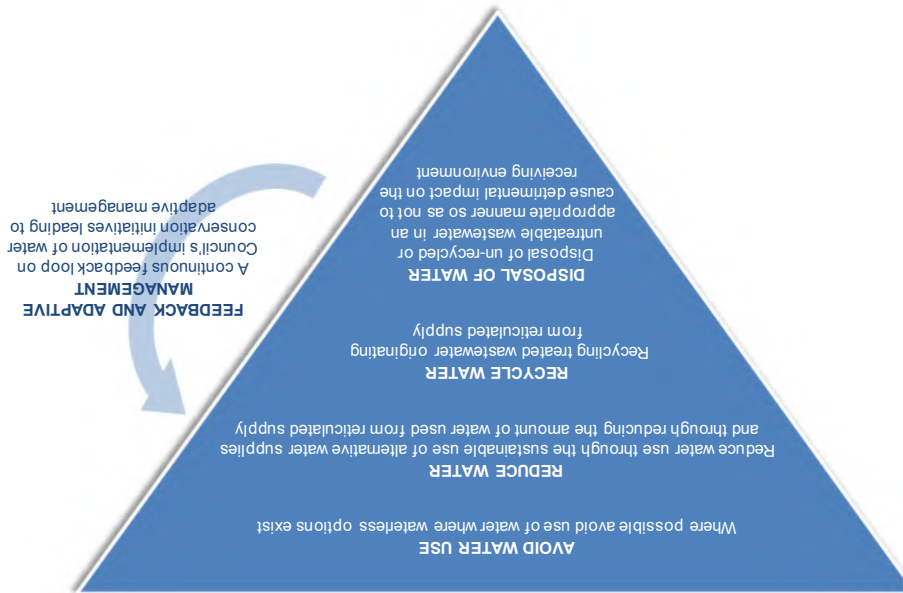 AVOID WATER USE
Where possible avoid use of water where waterless options exist
REDUCE WATER
Reduce water use through the sustainable use of alternative water supplies
and through reducing the amount of water used from reticulated supply
RECYCLE WATER
Recycling treated wastewater originating
from reticulated supply
DISPOSAL OF WATER
Disposal of un-recycled or
untreatable wastewater in an
appropriate manner so as not to
cause detrimental impact on the
receiving environment
FEEDBACK AND ADAPTIVE
MANAGEMENT
A continuous feedback loop on
Council's implementation of water
conservation initiatives leading to
adaptive management